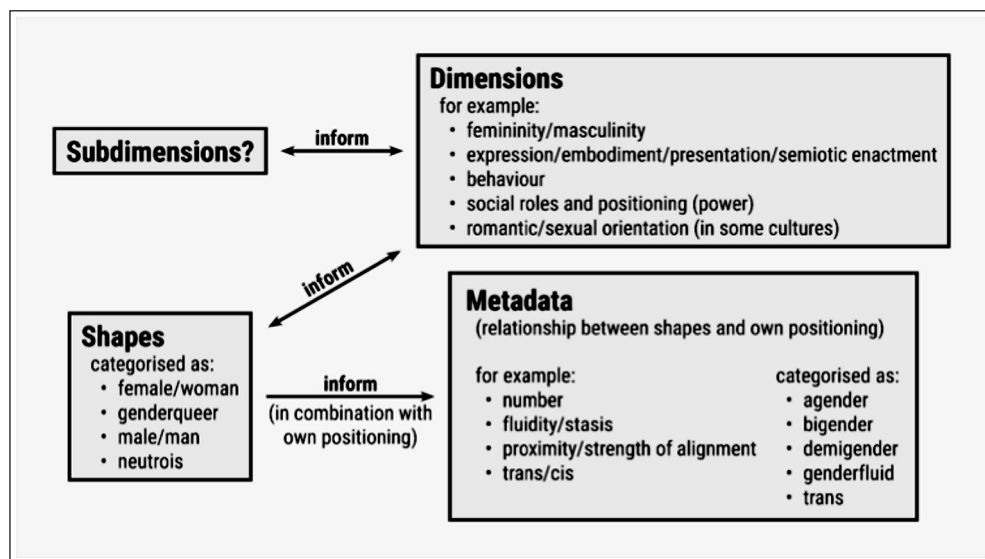 Subdimensions?
inform
Dimensions
for example:
• femininity/masculinity
• expression/embodiment/presentation/semiotic enactment
• behaviour
• social roles and positioning (power)
• romantic/sexual orientation (in some cultures)
inform
Shapes
categorised as:
• female/woman
• genderqueer
• male/man
• neutrois
inform
(in combination with
own positioning)
Metadata
(relationship between shapes and own positioning)
for example:
• number
• fluidity/stasis
• proximity/strength of alignment
• trans/cis
categorised as:
• agender
• bigender
• demigender
• genderfluid
• trans